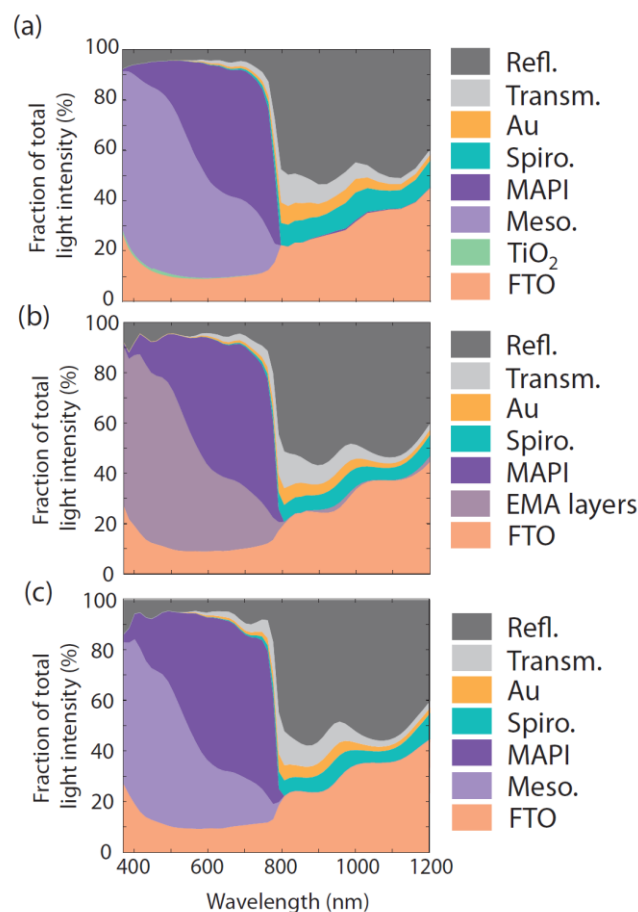 (a)
100
80
60
40
20
0
Fraction of total
light intensity (%)
Refl.
Transm.
Au
Spiro.
MAPI
Meso.
TiO₂
FTO
(b)
100
80
60
40
20
0
Fraction of total
light intensity (%)
Refl.
Transm.
Au
Spiro.
MAPI
EMA layers
FTO
(c)
100
80
60
40
20
0
Fraction of total
light intensity (%)
Refl.
Transm.
Au
Spiro.
MAPI
Meso.
FTO
400 600 800 1000 1200
Wavelength (nm)